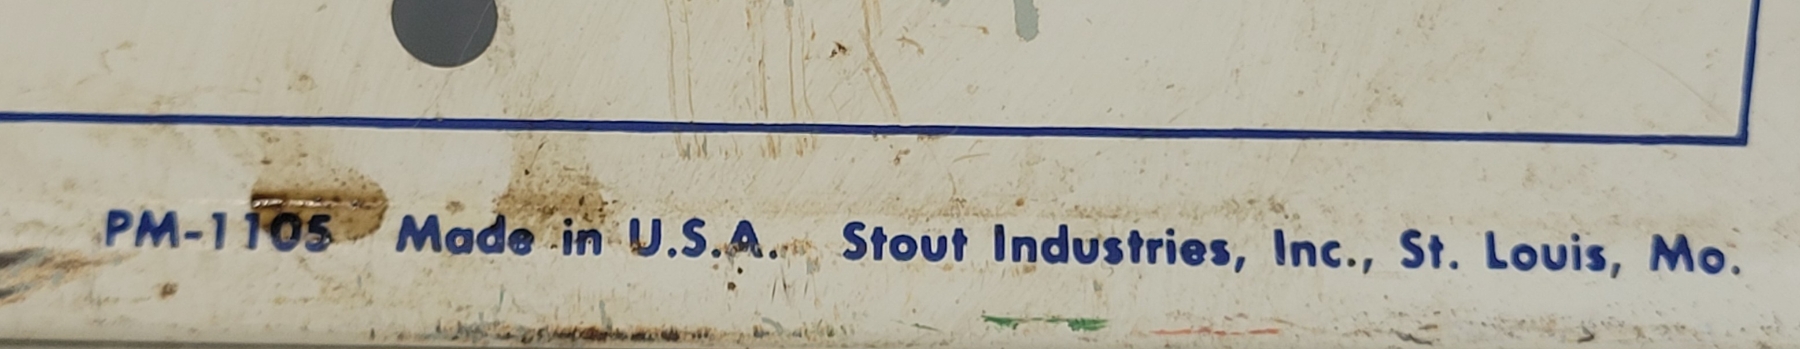 PM-1105 Made in U.S.A. Stout Industries, Inc., St. Louis, Mo.